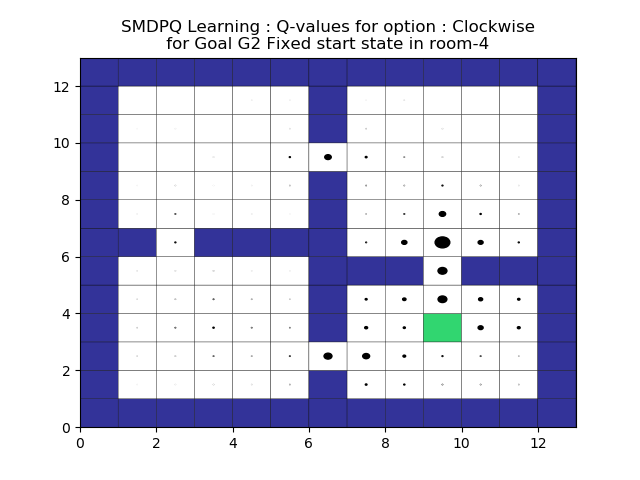 SMDPQ Learning : Q-values for option : Clockwise
for Goal G2 Fixed start state in room-4
12
10
8
6
4
2
0
0 2 4 6 8 10 12